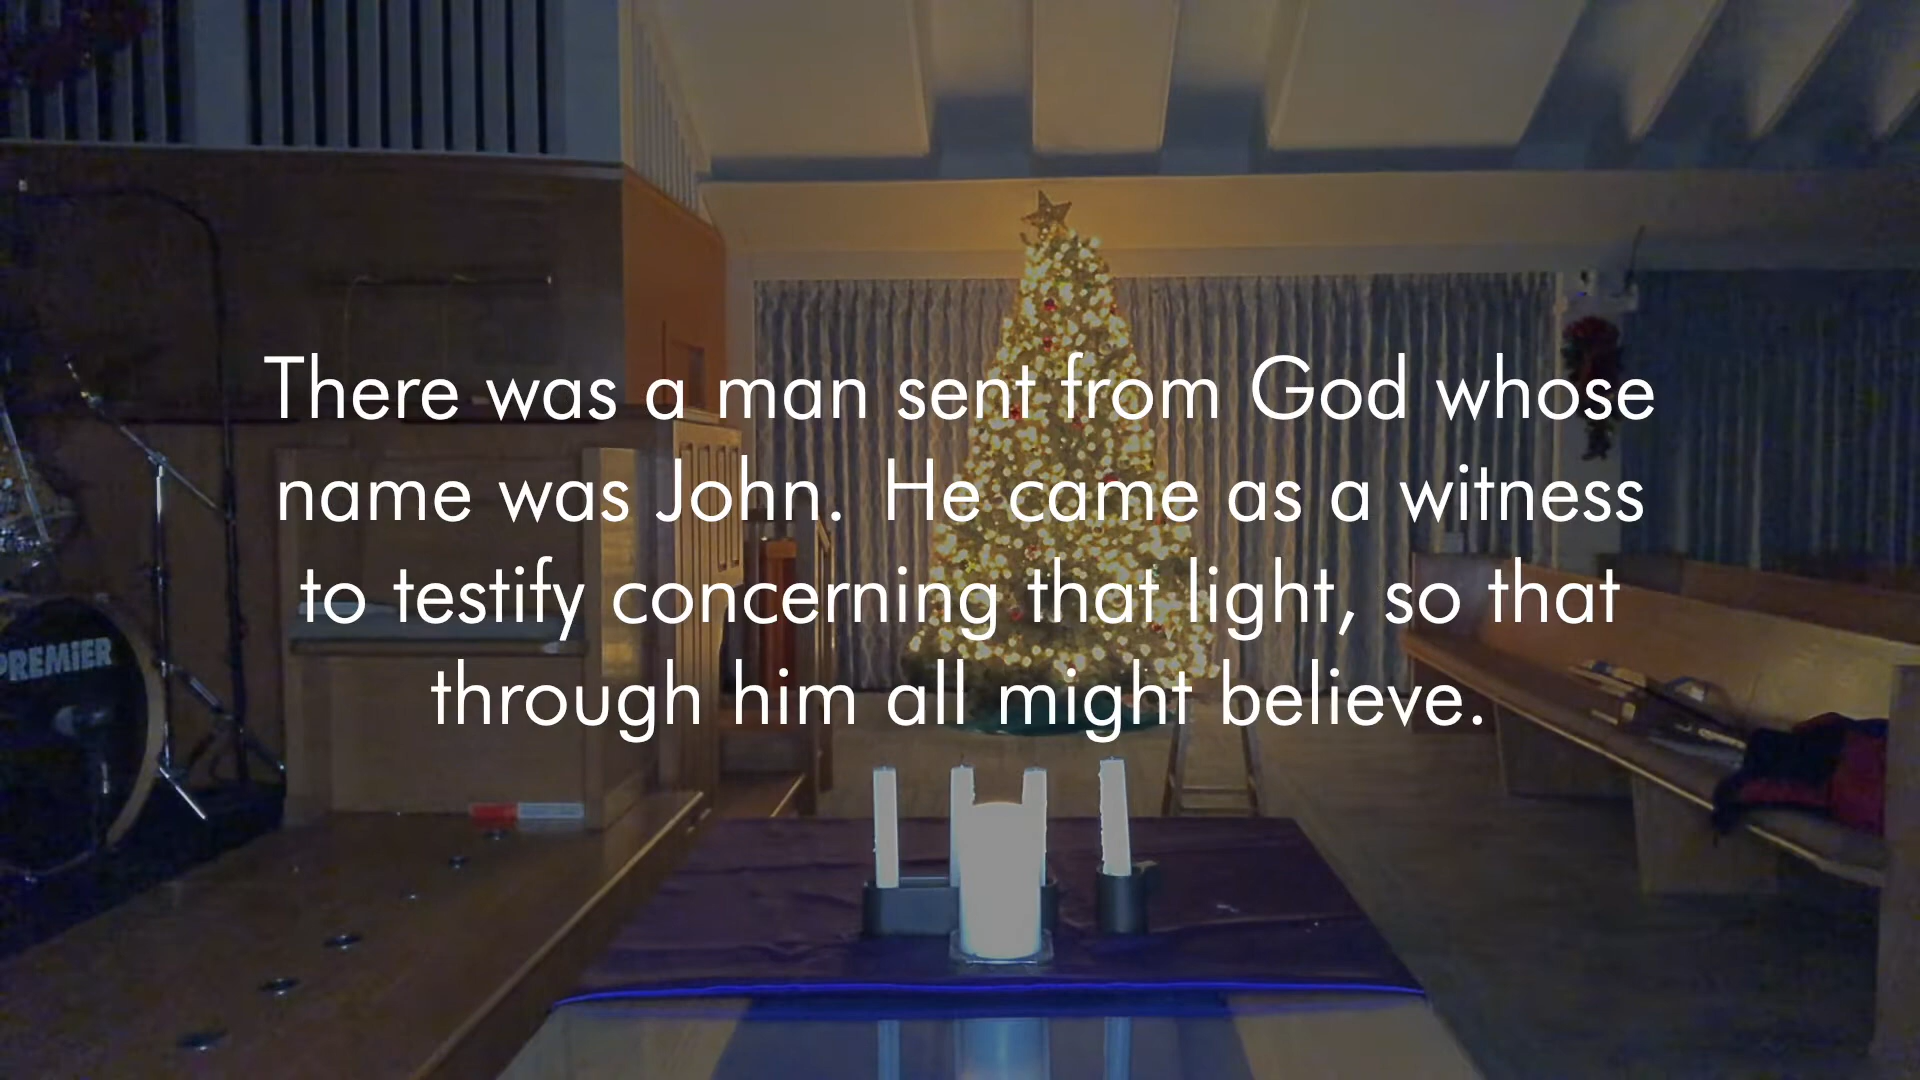 There was a man sent from God whose
name was John.  He came as a witness
to testify concerning that light, so that
through him all might believe.
PREMIER